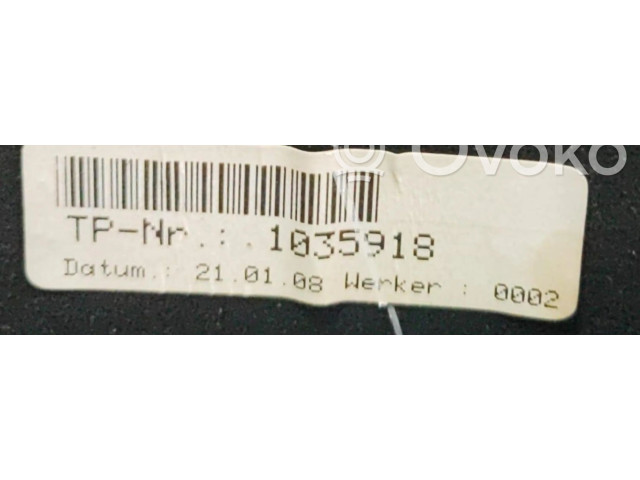 © Ovoko
TP-Nr.:.1035918
Datum.: 21.01.08 Werker : 0002